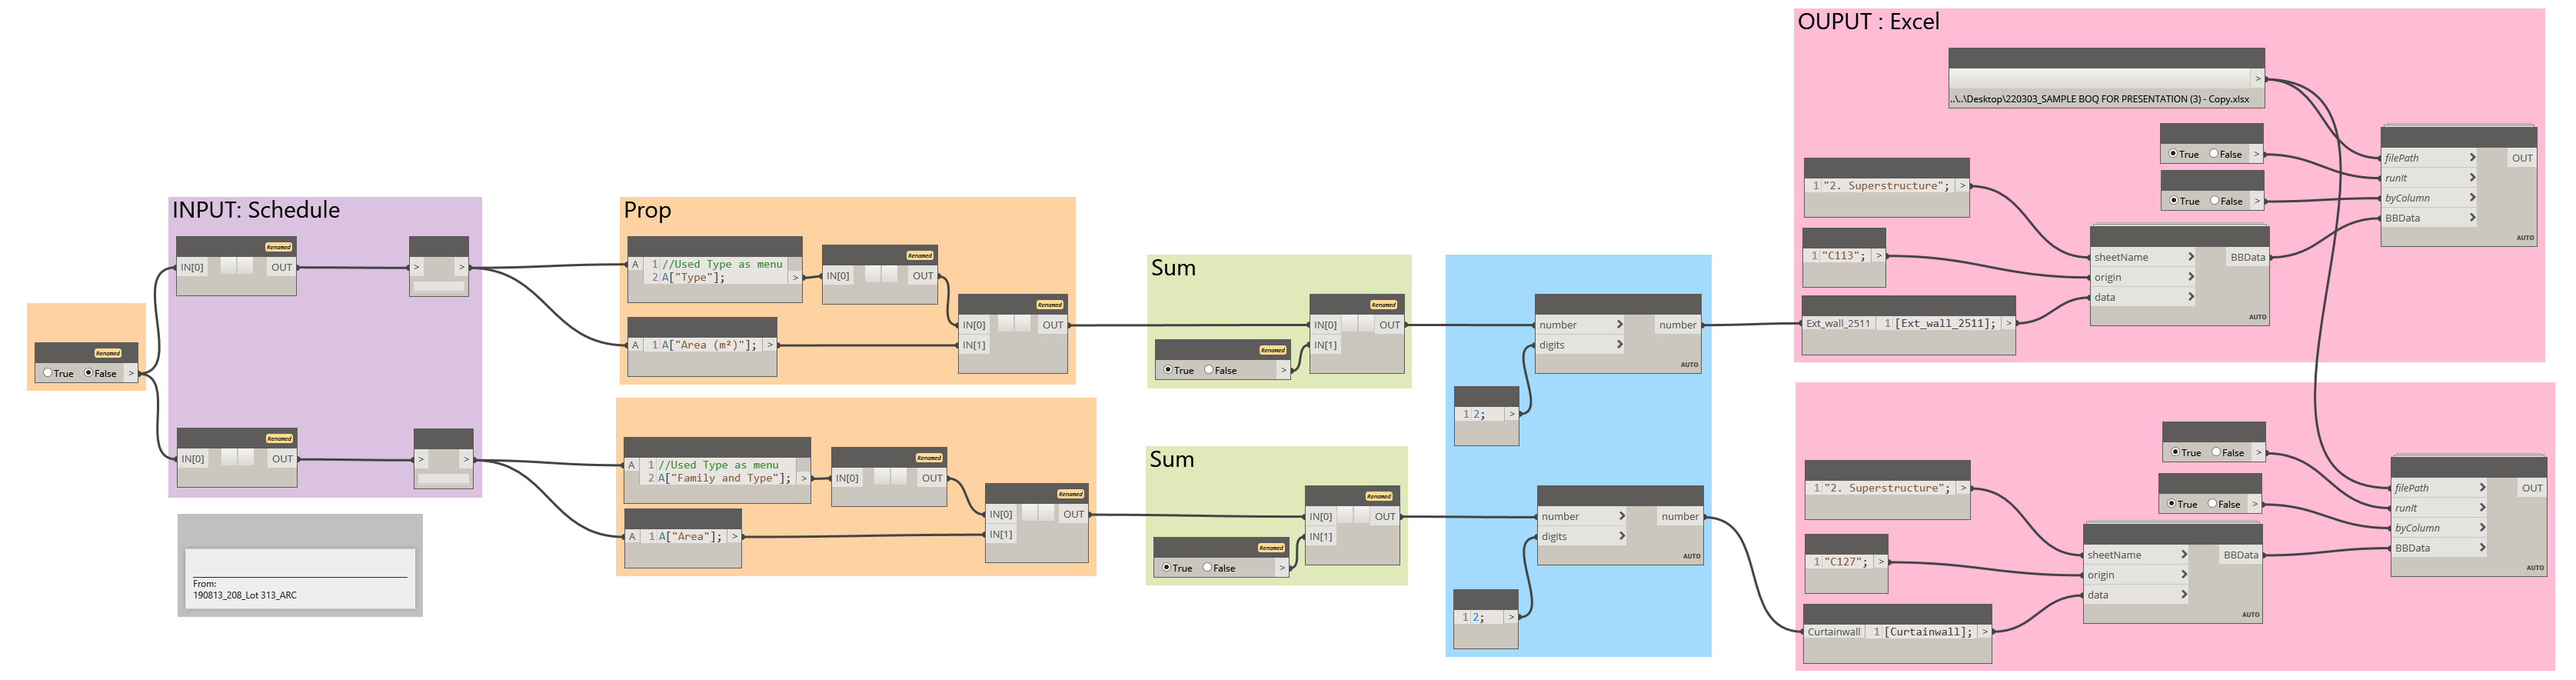 True False >
INPUT: Schedule
Renamed
IN[0] OUT
> >
Renamed
Renamed
IN[0] OUT
> >
From:
190813_208_Lot 313_ARC
Prop
A 1 //Used Type as menu
2 A["Type"]; >
Renamed
IN[0] OUT
A 1 A["Area (m²)"]; >
Renamed
IN[0] OUT
IN[1]
A 1 //Used Type as menu
2 A["Family and Type"]; >
Renamed
IN[0] OUT
A 1 A["Area"]; >
Renamed
IN[0] OUT
IN[1]
Sum
Renamed
IN[0] OUT
IN[1]
Renamed
True False >
Sum
Renamed
IN[0] OUT
IN[1]
Renamed
True False >
number > number
digits >
AUTO
1 2; >
number > number
digits >
AUTO
1 2; >
OUPUT : Excel
>
..\..\Desktop\220303_SAMPLE BOQ FOR PRESENTATION (3) - Copy.xlsx
True False >
True False >
1 "2. Superstructure"; >
1 "C113"; >
Ext_wall_2511 1 [Ext_wall_2511]; >
sheetName > BBData
origin >
data >
AUTO
filePath > OUT
runIt >
byColumn >
BBData >
AUTO
True False >
True False >
1 "2. Superstructure"; >
1 "C127"; >
Curtainwall 1 [Curtainwall]; >
sheetName > BBData
origin >
data >
AUTO
filePath > OUT
runIt >
byColumn >
BBData >
AUTO